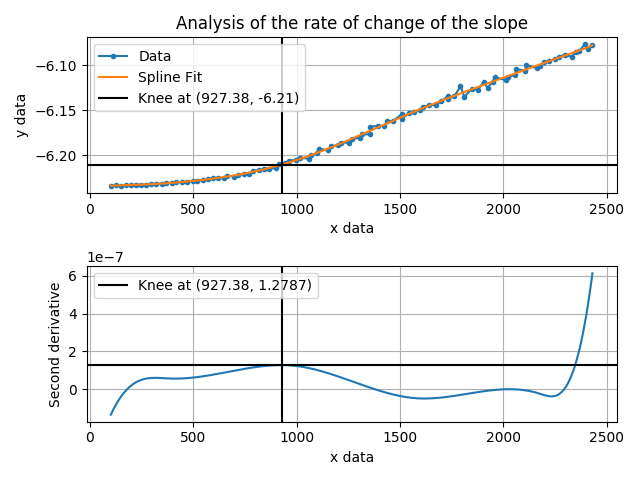 Analysis of the rate of change of the slope
Data
Spline Fit
Knee at (927.38, -6.21)
y data
−6.10
−6.15
−6.20
0
500
1000
1500
2000
2500
x data
1e−7
Knee at (927.38, 1.2787)
Second derivative
6
4
2
0
0
500
1000
1500
2000
2500
x data